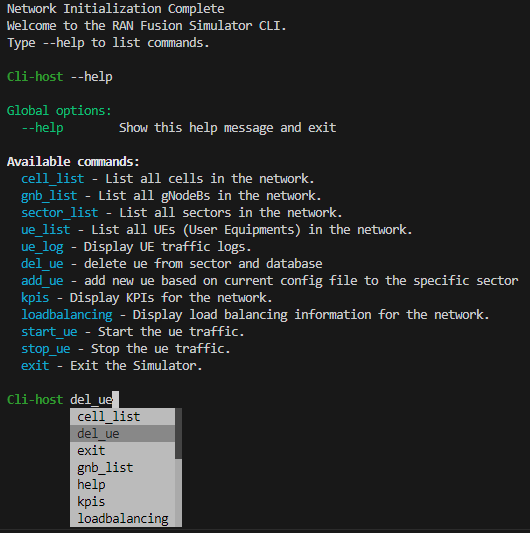 Network Initialization Complete
Welcome to the RAN Fusion Simulator CLI.
Type --help to list commands.
Cli-host --help
Global options:
--help Show this help message and exit
Available commands:
cell_list - List all cells in the network.
gnb_list - List all gNodeBs in the network.
sector_list - List all sectors in the network.
ue_list - List all UEs (User Equipments) in the network.
ue_log - Display UE traffic logs.
del_ue - delete ue from sector and database
add_ue - add new ue based on current config file to the specific sector
kpis - Display KPIs for the network.
loadbalancing - Display load balancing information for the network.
start_ue - Start the ue traffic.
stop_ue - Stop the ue traffic.
exit - Exit the Simulator.
Cli-host del_ue
cell_list
del_ue
exit
gnb_list
help
kpis
loadbalancing